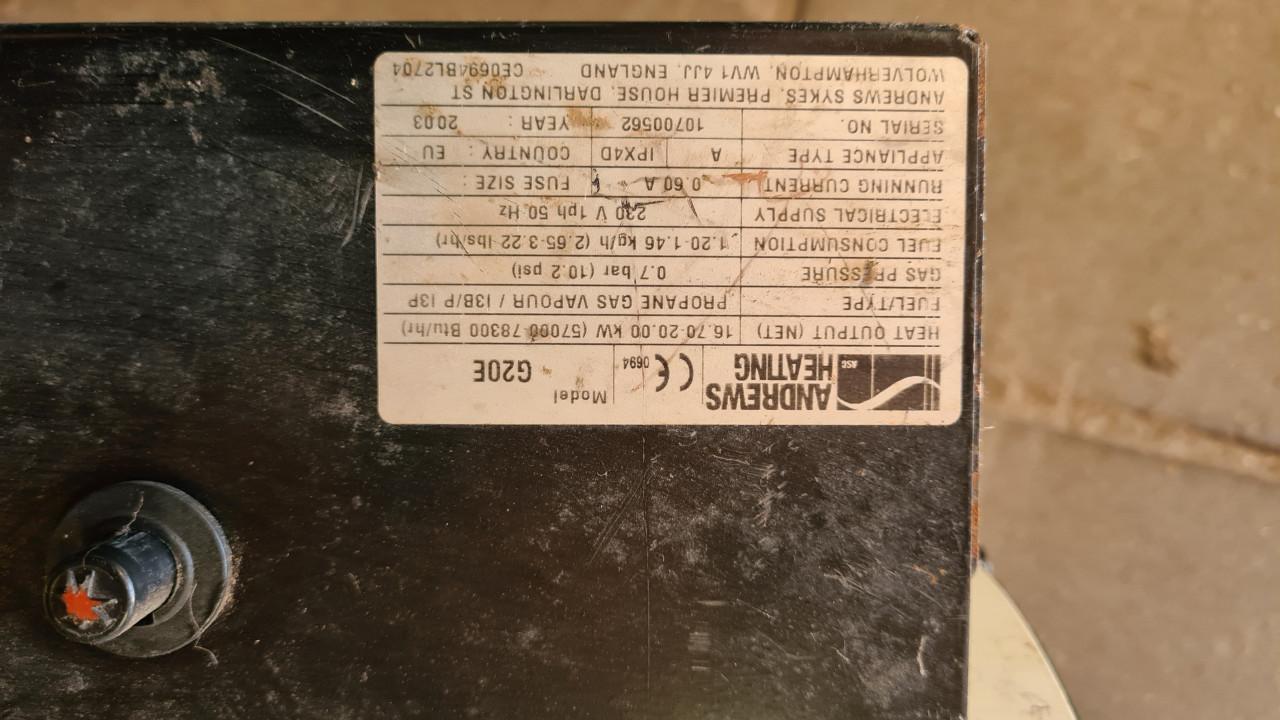 ANDREWS HEATING ASC CE 0694 Model G20E
HEAT OUTPUT (NET) 16.70-20.00 kW (57000 78300 Btu/hr)
FUEL/TYPE PROPANE GAS VAPOUR / I3B/P I3P
GAS PRESSURE 0.7 bar (10.2 psi)
FUEL CONSUMPTION 1.20-1.46 kg/h (2.65-3.22 lbs/hr)
ELECTRICAL SUPPLY 230 V 1ph 50 Hz
RUNNING CURRENT 0.60 A FUSE SIZE :
APPLIANCE TYPE A IPX4D COUNTRY : EU
SERIAL NO. 10700562 YEAR : 2003
ANDREWS SYKES, PREMIER HOUSE, DARLINGTON ST
WOLVERHAMPTON, WV1 4JJ, ENGLAND CE0694BL2704